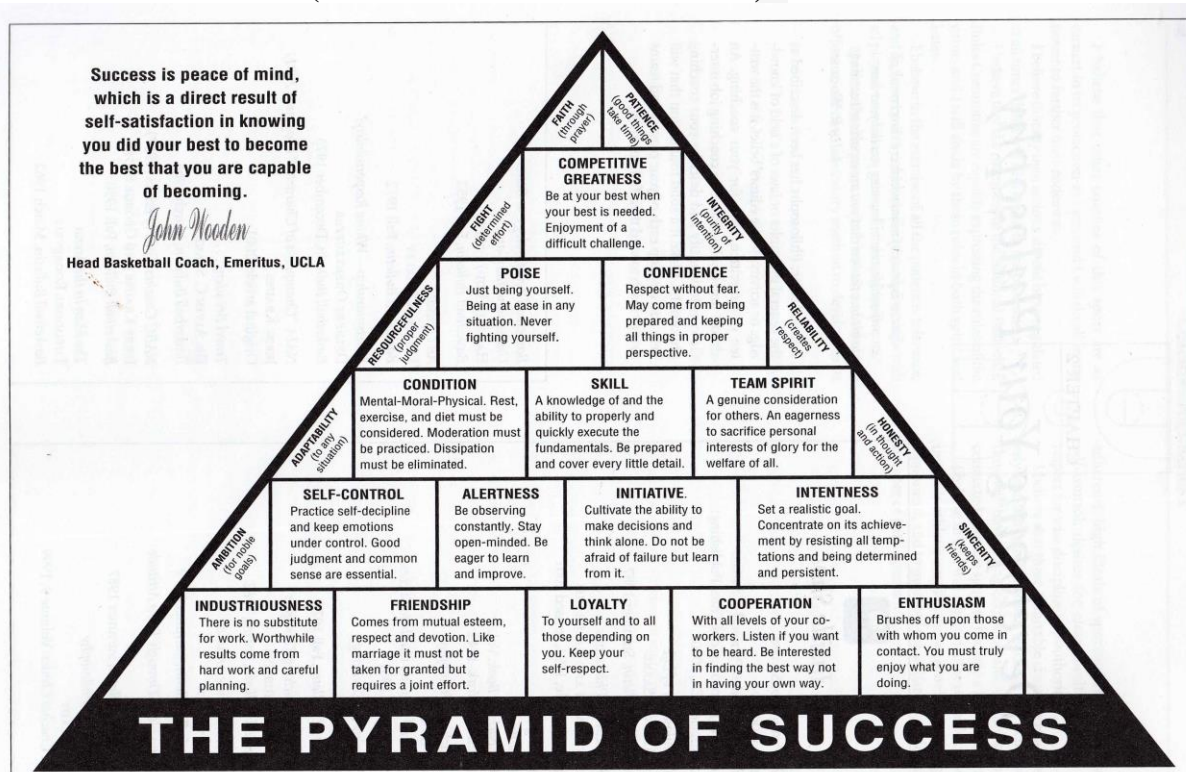 Success is peace of mind,
which is a direct result of
self-satisfaction in knowing
you did your best to become
the best that you are capable
of becoming.
John Wooden
Head Basketball Coach, Emeritus, UCLA
FAITH
(through
prayer)
PATIENCE
(good things
take time)
COMPETITIVE
GREATNESS
Be at your best when
your best is needed.
Enjoyment of a
difficult challenge.
FIGHT
(determined
effort)
INTEGRITY
(purity of
intention)
POISE
Just being yourself.
Being at ease in any
situation. Never
fighting yourself.
CONFIDENCE
Respect without fear.
May come from being
prepared and keeping
all things in proper
perspective.
RESOURCEFULNESS
(proper
judgment)
RELIABILITY
(creates
respect)
CONDITION
Mental-Moral-Physical. Rest,
exercise, and diet must be
considered. Moderation must
be practiced. Dissipation
must be eliminated.
SKILL
A knowledge of and the
ability to properly and
quickly execute the
fundamentals. Be prepared
and cover every little detail.
TEAM SPIRIT
A genuine consideration
for others. An eagerness
to sacrifice personal
interests of glory for the
welfare of all.
ADAPTABILITY
(to any
situation)
HONESTY
(in thought
and action)
SELF-CONTROL
Practice self-decipline
and keep emotions
under control. Good
judgment and common
sense are essential.
ALERTNESS
Be observing
constantly. Stay
open-minded. Be
eager to learn
and improve.
INITIATIVE.
Cultivate the ability to
make decisions and
think alone. Do not be
afraid of failure but learn
from it.
INTENTNESS
Set a realistic goal.
Concentrate on its achieve-
ment by resisting all temp-
tations and being determined
and persistent.
AMBITION
(for noble
goals)
SINCERITY
(keeps
friends)
INDUSTRIOUSNESS
There is no substitute
for work. Worthwhile
results come from
hard work and careful
planning.
FRIENDSHIP
Comes from mutual esteem,
respect and devotion. Like
marriage it must not be
taken for granted but
requires a joint effort.
LOYALTY
To yourself and to all
those depending on
you. Keep your
self-respect.
COOPERATION
With all levels of your co-
workers. Listen if you want
to be heard. Be interested
in finding the best way not
in having your own way.
ENTHUSIASM
Brushes off upon those
with whom you come in
contact. You must truly
enjoy what you are
doing.
THE PYRAMID OF SUCCESS